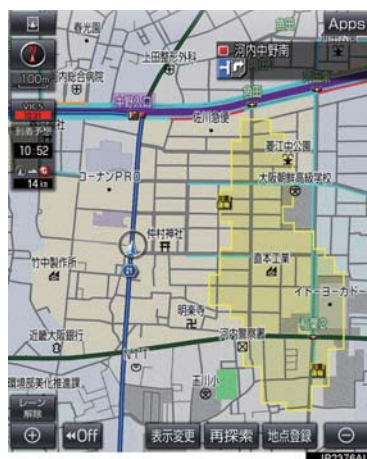 Apps
春光園
上田整形外科
河内中野南
100m
内総合病院
VICS
中野入口
佐川急便
到着予想
10:52
14km
菱江中公園
大阪朝鮮高級学校
コーナンPRO
仲村神社
竹中製作所
直本工業
21
イトーヨーカドー
明楽寺
近畿大阪銀行
河内警察署
玉川小
環境部美化推進課
レーン
解除
Off
表示変更
再探索
地点登録